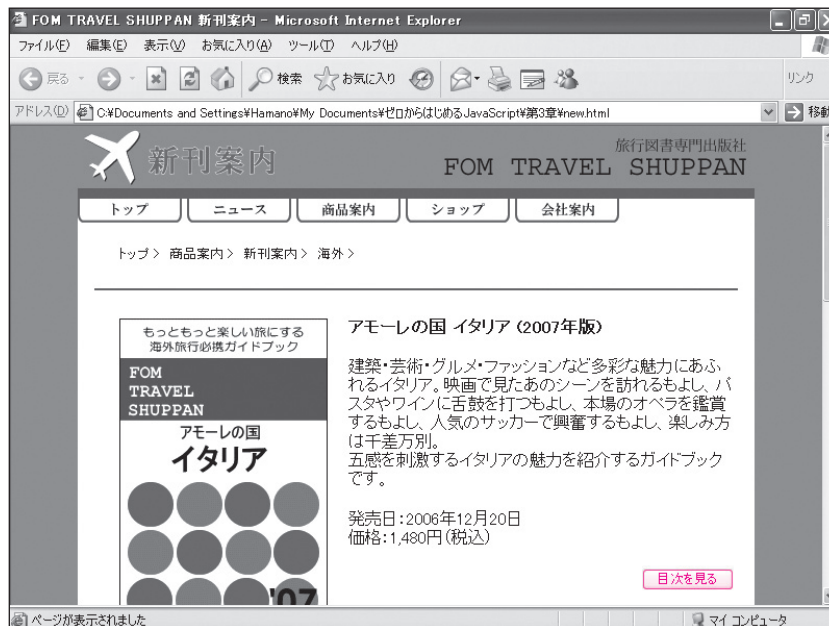 FOM TRAVEL SHUPPAN 新刊案内 - Microsoft Internet Explorer
ファイル(F) 編集(E) 表示(V) お気に入り(A) ツール(T) ヘルプ(H)
戻る 検索 お気に入り リンク
アドレス(D) C:¥Documents and Settings¥Hamano¥My Documents¥ゼロからはじめるJavaScript¥第3章¥new.html 移動
旅行図書専門出版社
新刊案内 FOM TRAVEL SHUPPAN
トップ ニュース 商品案内 ショップ 会社案内
トップ> 商品案内> 新刊案内> 海外>
もっともっと楽しい旅にする
海外旅行必携ガイドブック
FOM
TRAVEL
SHUPPAN
アモーレの国
イタリア
'07
アモーレの国 イタリア (2007年版)
建築・芸術・グルメ・ファッションなど多彩な魅力にあふ
れるイタリア。映画で見たあのシーンを訪れるもよし、パ
スタやワインに舌鼓を打つもよし、本場のオペラを鑑賞
するもよし、人気のサッカーで興奮するもよし、楽しみ方
は千差万別。
五感を刺激するイタリアの魅力を紹介するガイドブック
です。
発売日:2006年12月20日
価格:1,480円(税込)
目次を見る
ページが表示されました マイ コンピュータ